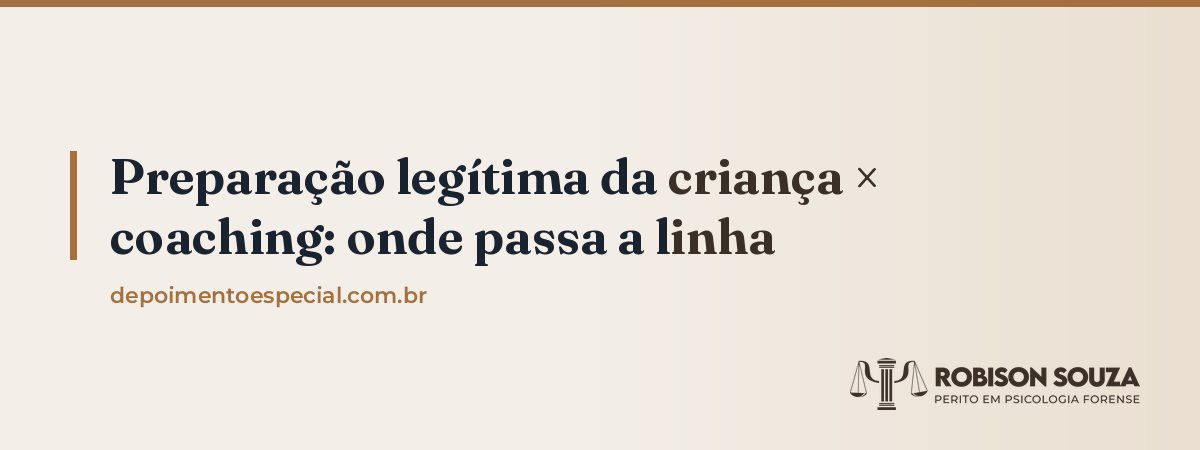 Preparação legítima da criança ×
coaching: onde passa a linha
depoimentoespecial.com.br
ROBISON SOUZA
PERITO EM PSICOLOGIA FORENSE